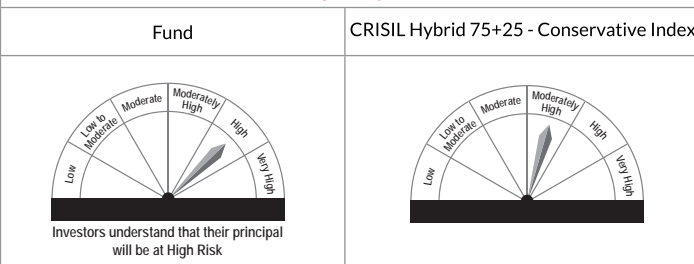 Fund
CRISIL Hybrid 75+25 - Conservative Index
Low
Low to
Moderate
Moderate
Moderately
High
High
Very High
Investors understand that their principal
will be at High Risk
Low
Low to
Moderate
Moderate
Moderately
High
High
Very High